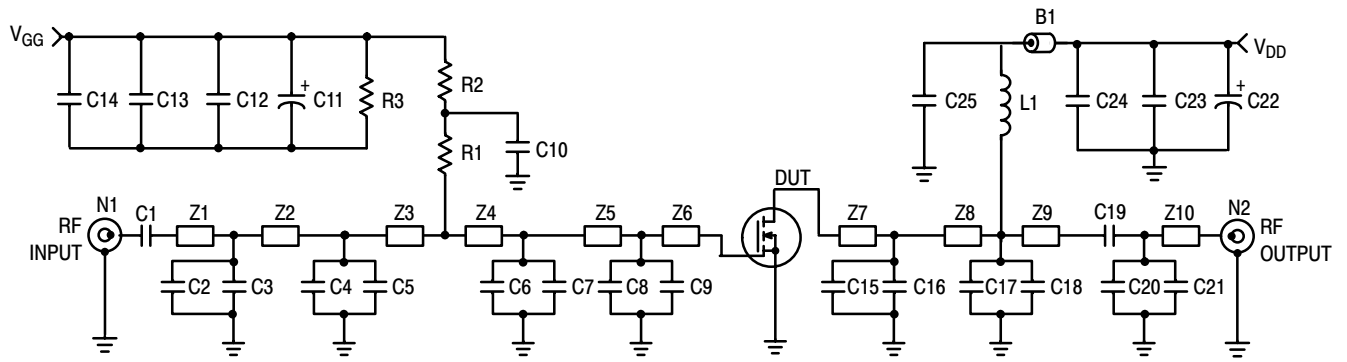 B1
VGG
VDD
C14 C13 C12 + C11 R3 R2
C25 L1 C24 C23 + C22
R1 C10
DUT
N1 C1 Z1 Z2 Z3 Z4 Z5 Z6 Z7 Z8 Z9 C19 Z10 N2
RF
INPUT
RF
OUTPUT
C2 C3 C4 C5 C6 C7 C8 C9 C15 C16 C17 C18 C20 C21